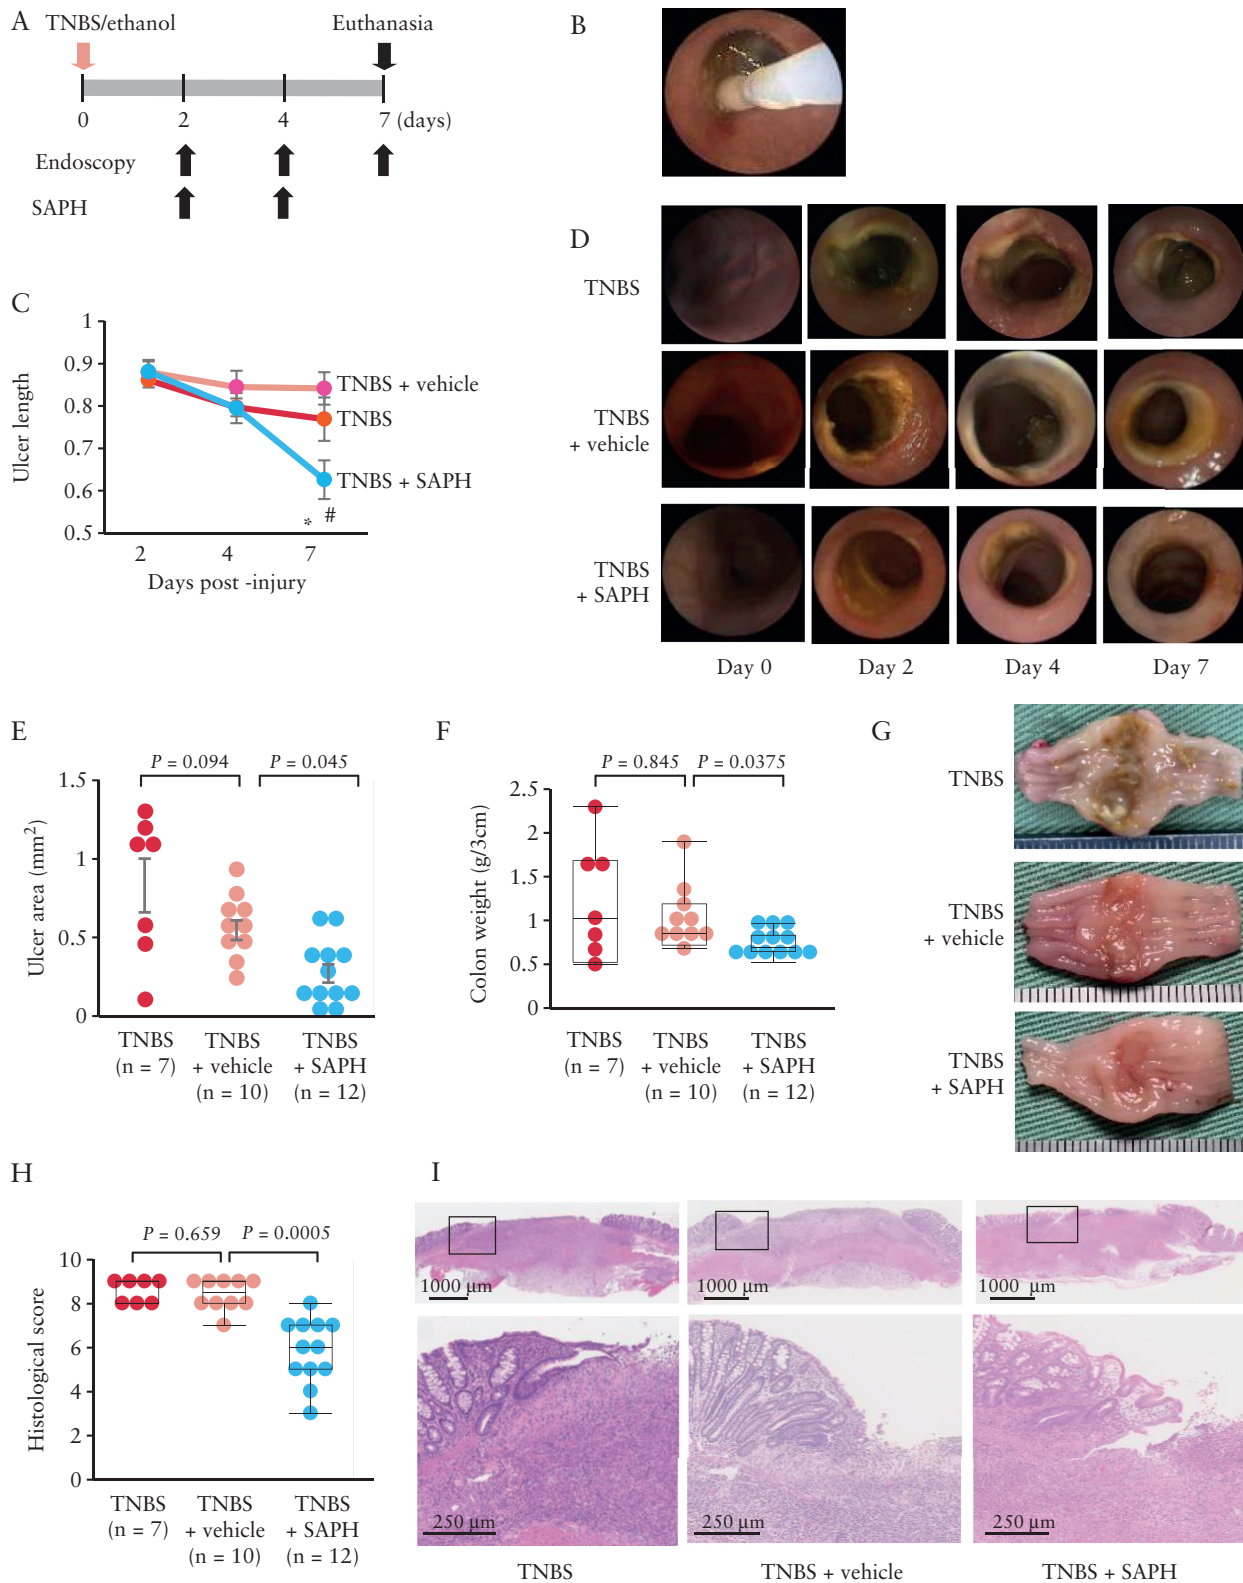 A
TNBS/ethanol
Euthanasia
0
2
4
7 (days)
Endoscopy
SAPH
B
C
Ulcer length
1
0.9
0.8
0.7
0.6
0.5
TNBS + vehicle
TNBS
TNBS + SAPH
* #
2
4
7
Days post -injury
D
TNBS
TNBS
+ vehicle
TNBS
+ SAPH
Day 0
Day 2
Day 4
Day 7
E
P = 0.094
P = 0.045
Ulcer area (mm²)
1.5
1
0.5
0
TNBS
(n = 7)
TNBS
+ vehicle
(n = 10)
TNBS
+ SAPH
(n = 12)
F
P = 0.845
P = 0.0375
Colon weight (g/3cm)
2.5
2
1.5
1
0.5
0
TNBS
(n = 7)
TNBS
+ vehicle
(n = 10)
TNBS
+ SAPH
(n = 12)
G
TNBS
TNBS
+ vehicle
TNBS
+ SAPH
H
P = 0.659
P = 0.0005
Histological score
10
8
6
4
2
0
TNBS
(n = 7)
TNBS
+ vehicle
(n = 10)
TNBS
+ SAPH
(n = 12)
I
1000 µm
1000 µm
1000 µm
250 µm
250 µm
250 µm
TNBS
TNBS + vehicle
TNBS + SAPH